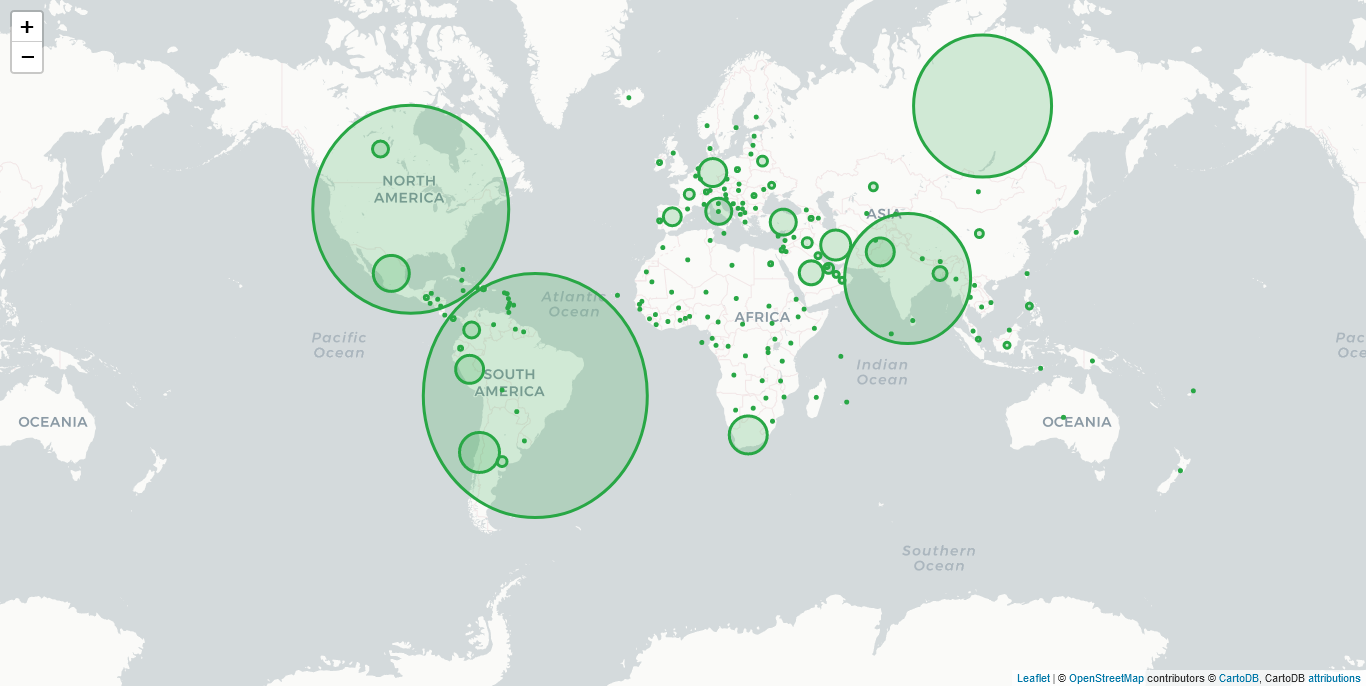 +
−
NORTH
AMERICA
ASIA
Atlantic
Ocean
AFRICA
Pacific
Ocean
Indian
Ocean
Pac
Oce
SOUTH
AMERICA
OCEANIA
OCEANIA
Southern
Ocean
Leaflet | © OpenStreetMap contributors © CartoDB, CartoDB attributions